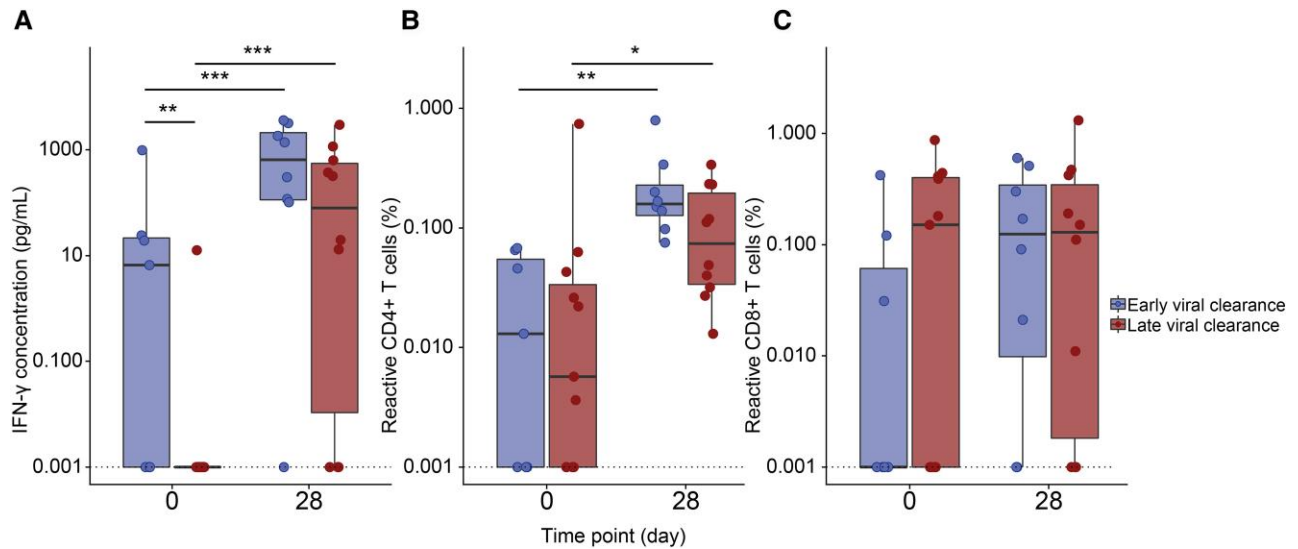 A
B
C
IFN-γ concentration (pg/mL)
1000
10
0.100
0.001
***
***
**
0
28
Reactive CD4+ T cells (%)
1.000
0.100
0.010
0.001
*
**
0
28
Reactive CD8+ T cells (%)
1.000
0.100
0.010
0.001
0
28
Time point (day)
Early viral clearance
Late viral clearance